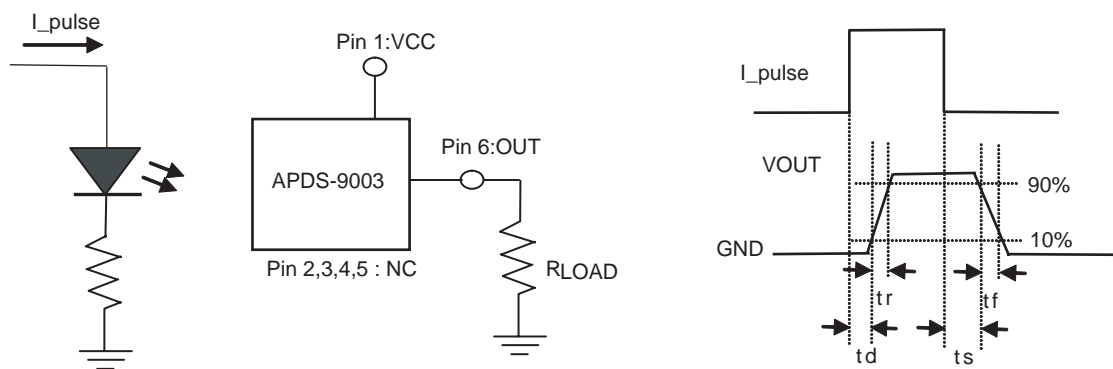 I_pulse
Pin 1:VCC
APDS-9003
Pin 6:OUT
Pin 2,3,4,5 : NC
RLOAD
I_pulse
VOUT
90%
GND
10%
tr
tf
td
ts